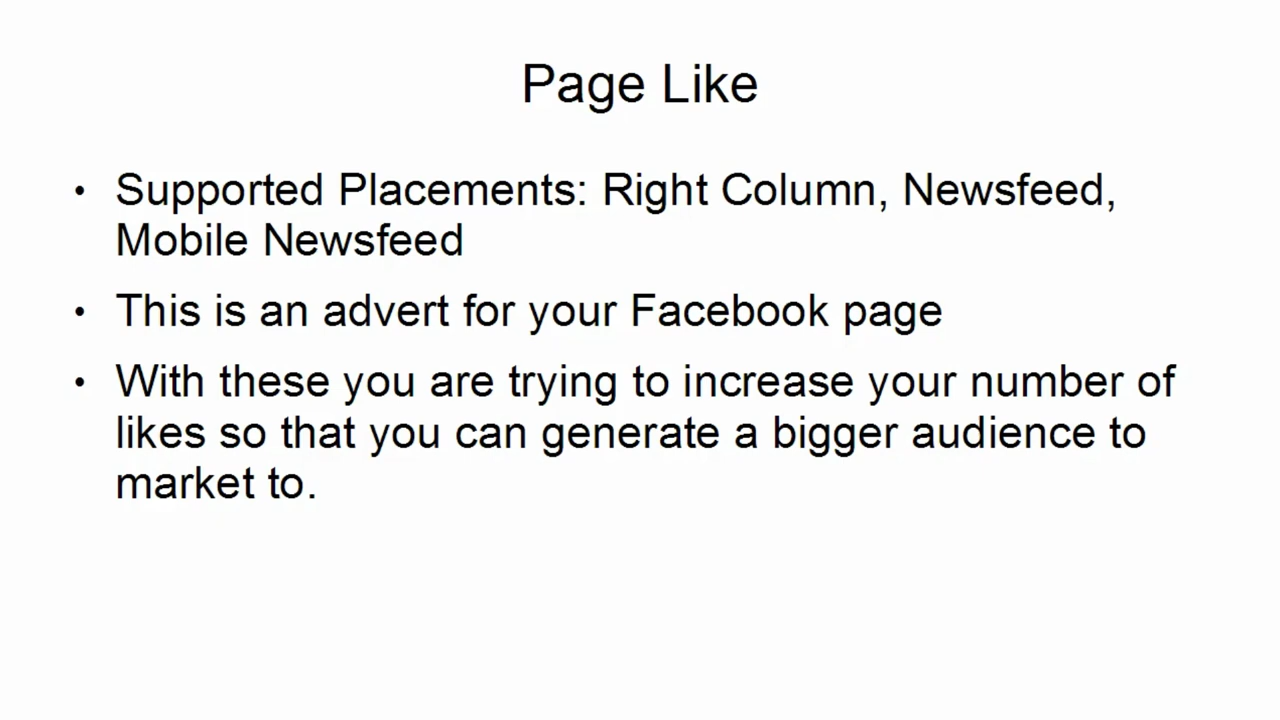 Page Like
• Supported Placements: Right Column, Newsfeed,
Mobile Newsfeed
• This is an advert for your Facebook page
• With these you are trying to increase your number of
likes so that you can generate a bigger audience to
market to.